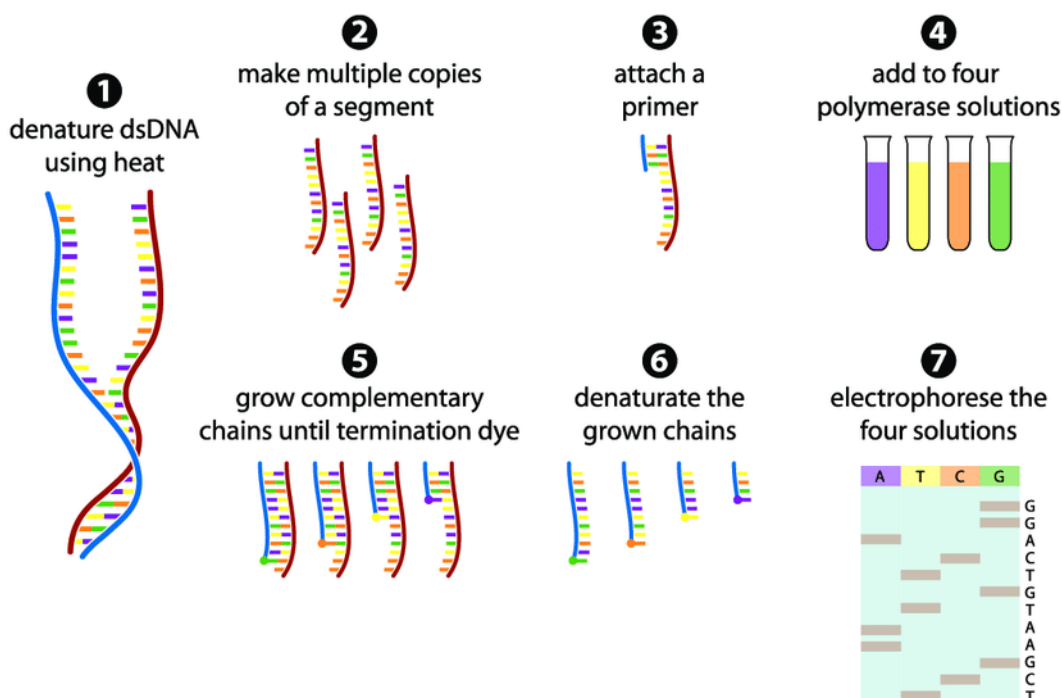 1
denature dsDNA
using heat
2
make multiple copies
of a segment
3
attach a
primer
4
add to four
polymerase solutions
5
grow complementary
chains until termination dye
6
denaturate the
grown chains
7
electrophorese the
four solutions
A T C G
G
G
A
C
T
G
T
A
A
G
C
T